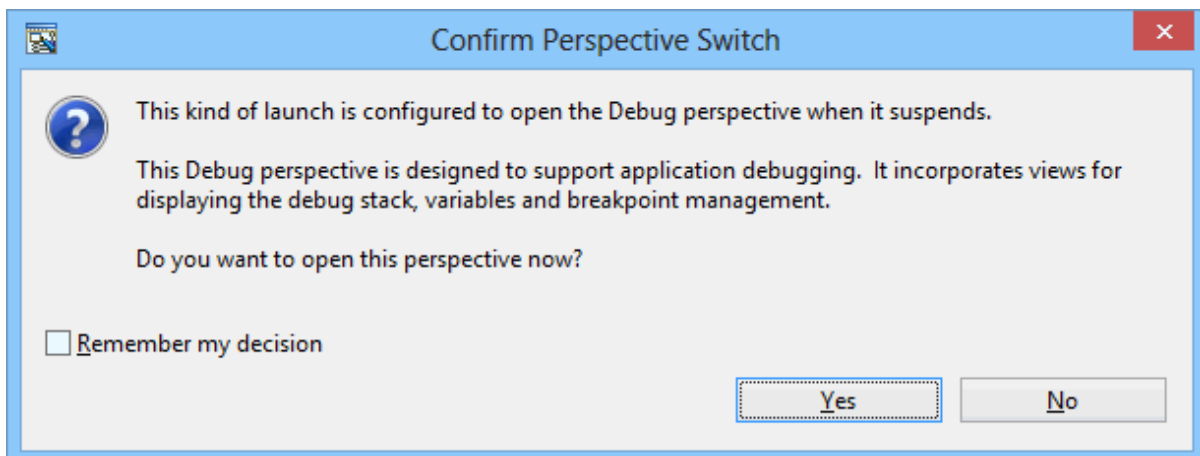 Confirm Perspective Switch
This kind of launch is configured to open the Debug perspective when it suspends.
This Debug perspective is designed to support application debugging.  It incorporates views for
displaying the debug stack, variables and breakpoint management.
Do you want to open this perspective now?
Remember my decision
Yes
No